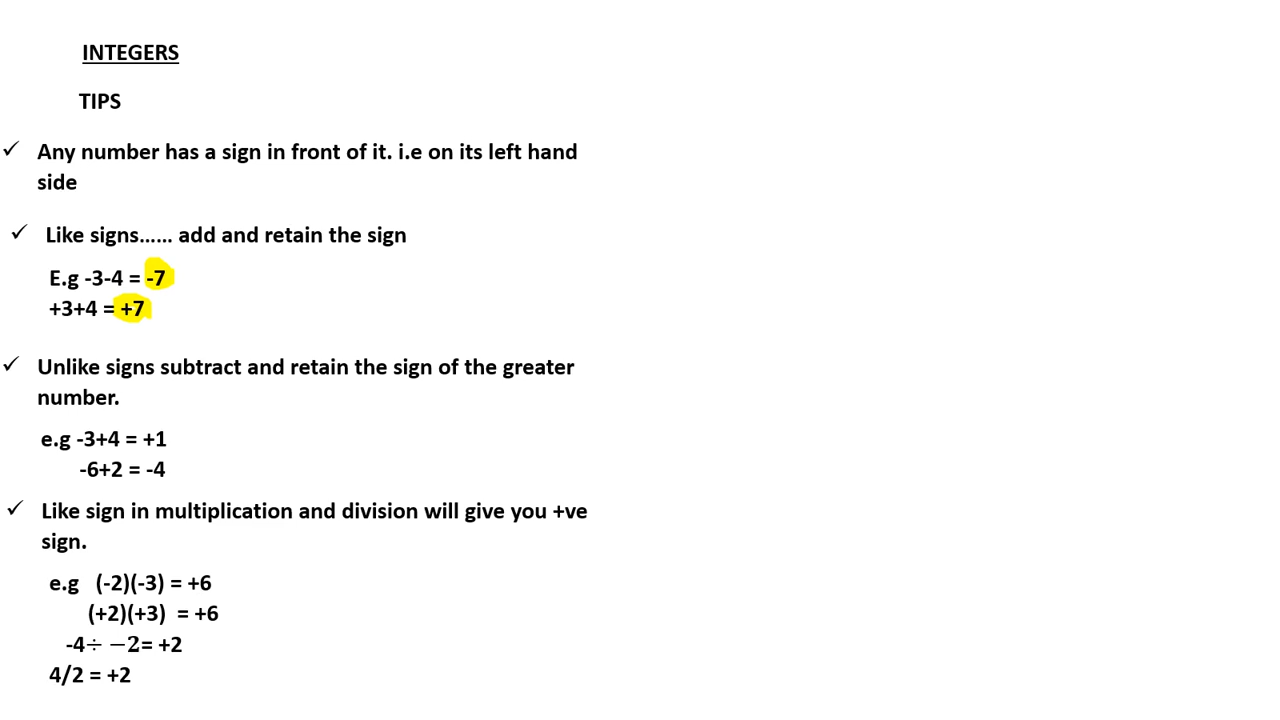 INTEGERS
TIPS
✓ Any number has a sign in front of it. i.e on its left hand
side
✓ Like signs...... add and retain the sign
E.g -3-4 = -7
+3+4 = +7
✓ Unlike signs subtract and retain the sign of the greater
number.
e.g -3+4 = +1
-6+2 = -4
✓ Like sign in multiplication and division will give you +ve
sign.
e.g (-2)(-3) = +6
(+2)(+3) = +6
-4÷ −2= +2
4/2 = +2